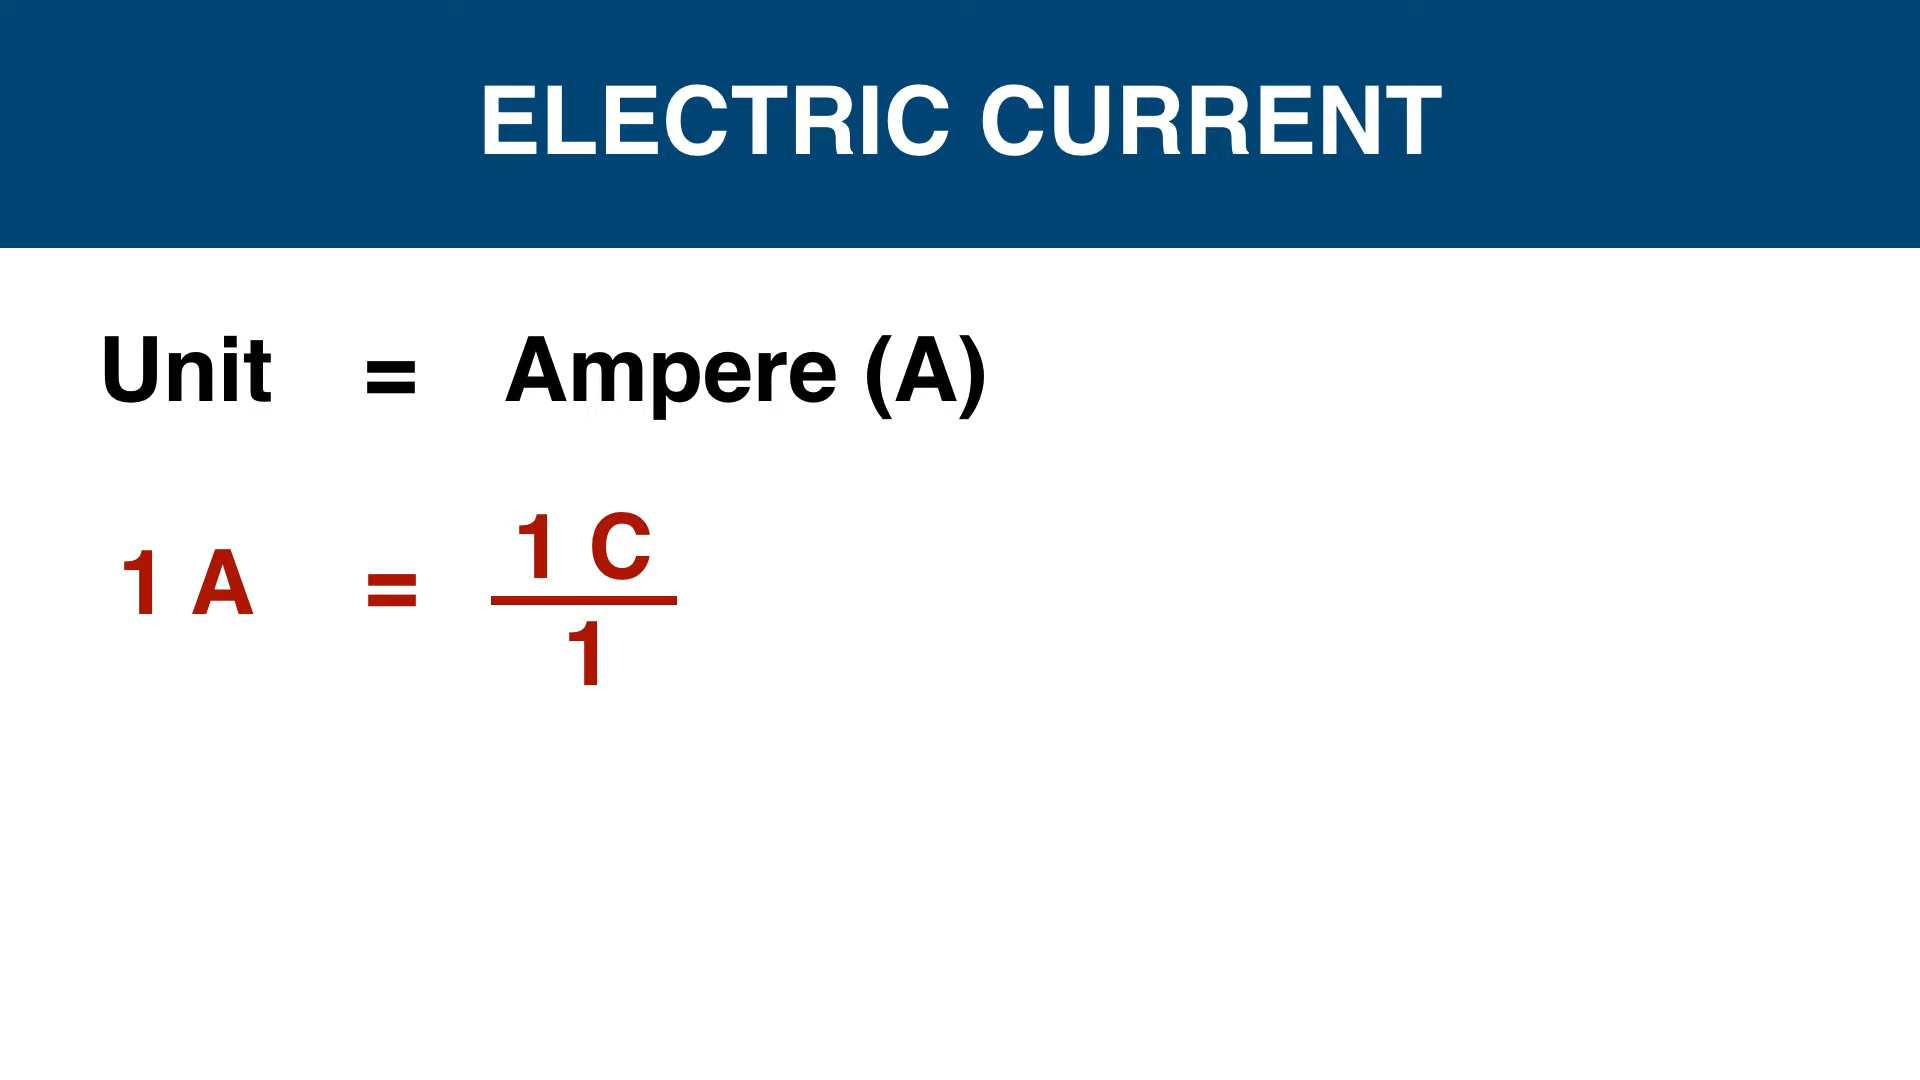 ELECTRIC CURRENT
Unit = Ampere (A)
1 A = 1 C
1